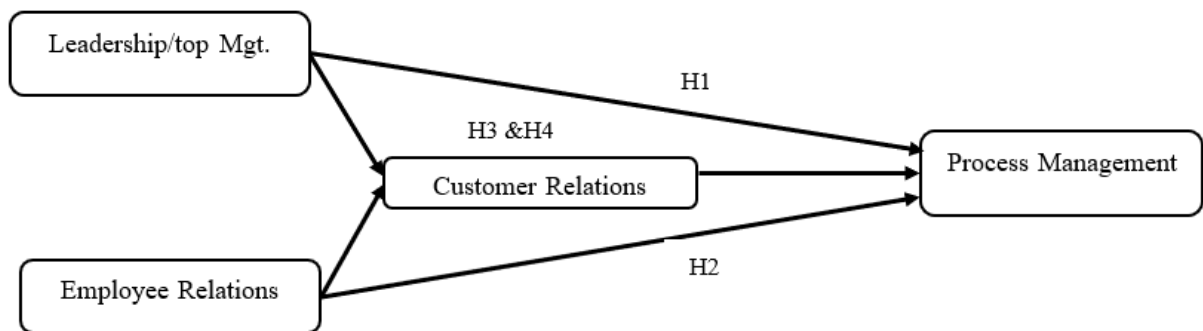 Leadership/top Mgt.
H1
H3 &H4
Process Management
Customer Relations
H2
Employee Relations